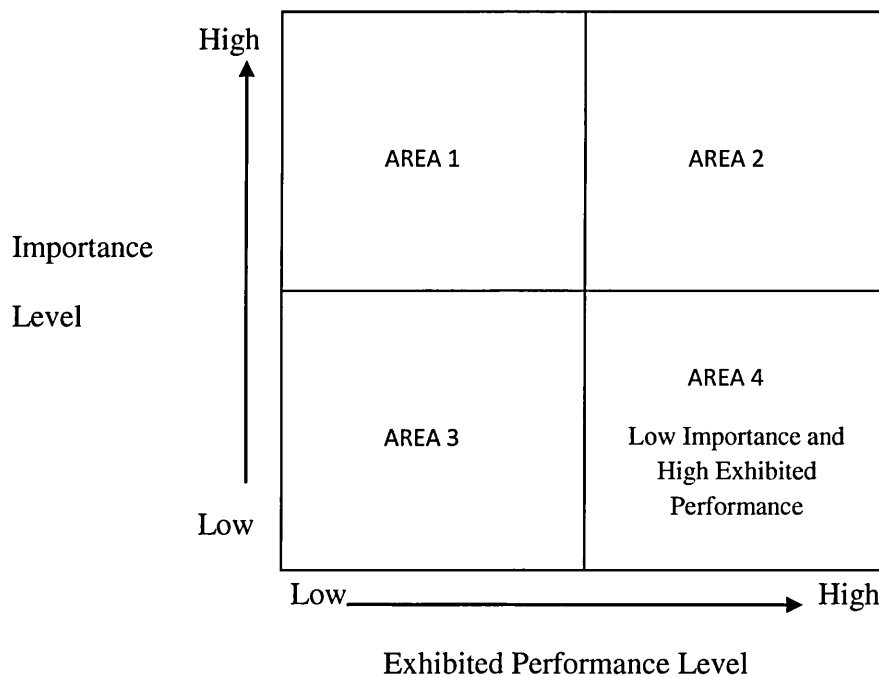 High
AREA 1
AREA 2
Importance
Level
AREA 4
AREA 3
Low Importance and
High Exhibited
Performance
Low
Low
High
Exhibited Performance Level